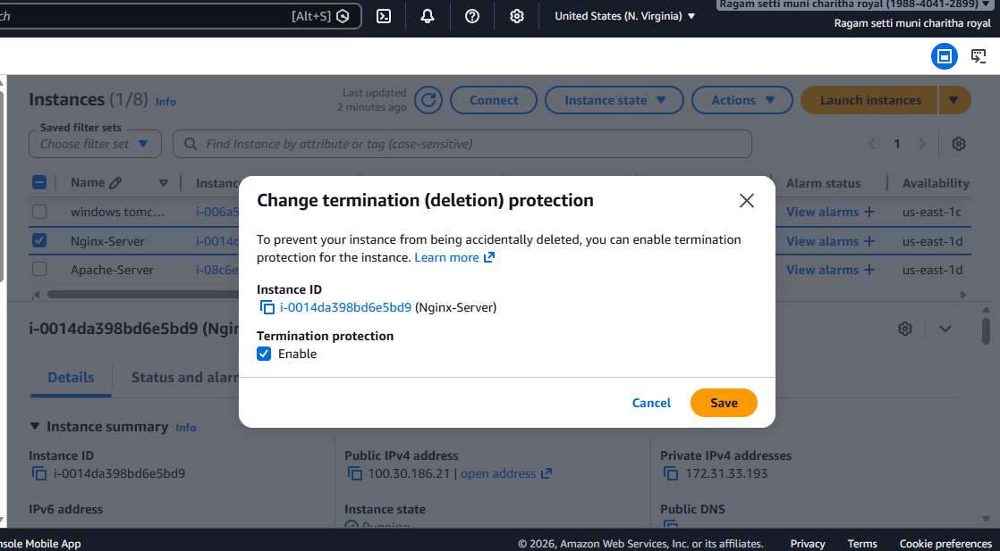 ch [Alt+S] United States (N. Virginia) Ragam setti muni charitha royal (1988-4041-2899)
Ragam setti muni charitha royal
Instances (1/8) Info Last updated 2 minutes ago Connect Instance state Actions Launch instances
Saved filter sets
Choose filter set Find Instance by attribute or tag (case-sensitive) 1
Name Instanc Alarm status Availability
windows tomc... i-006a5 View alarms + us-east-1c
Nginx-Server i-0014d View alarms + us-east-1d
Apache-Server i-08c6e View alarms + us-east-1d
Change termination (deletion) protection
To prevent your instance from being accidentally deleted, you can enable termination
protection for the instance. Learn more
Instance ID
i-0014da398bd6e5bd9 (Nginx-Server)
Termination protection
Enable
Cancel Save
i-0014da398bd6e5bd9 (Ngin
Details Status and alarm
Instance summary Info
Instance ID Public IPv4 address Private IPv4 addresses
i-0014da398bd6e5bd9 100.30.186.21 | open address 172.31.33.193
IPv6 address Instance state Public DNS
Running
nsole Mobile App © 2026, Amazon Web Services, Inc. or its affiliates. Privacy Terms Cookie preferences